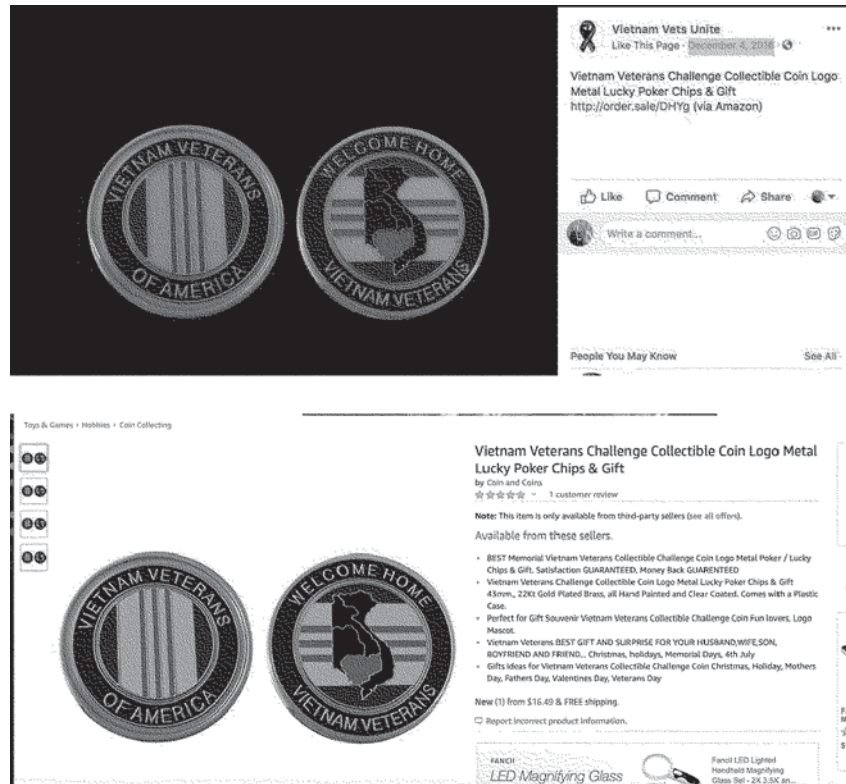 VIETNAM VETERANS
OF AMERICA
WELCOME HOME
VIETNAM VETERANS
Vietnam Vets Unite
Like This Page · December 4, 2016
Vietnam Veterans Challenge Collectible Coin Logo
Metal Lucky Poker Chips & Gift
http://order.sale/DHYg (via Amazon)
Like Comment Share
Write a comment...
People You May Know See All
Toys & Games › Hobbies › Coin Collecting
VIETNAM VETERANS
OF AMERICA
WELCOME HOME
VIETNAM VETERANS
Vietnam Veterans Challenge Collectible Coin Logo Metal
Lucky Poker Chips & Gift
by Coin and Coins
1 customer review
Note: This item is only available from third-party sellers (see all offers).
Available from these sellers.
• BEST Memorial Vietnam Veterans Collectible Challenge Coin Logo Metal Poker / Lucky
Chips & Gift. Satisfaction GUARANTEED, Money Back GUARENTEED
• Vietnam Veterans Challenge Collectible Coin Logo Metal Lucky Poker Chips & Gift
43mm., 22Kt Gold Plated Brass, all Hand Painted and Clear Coated. Comes with a Plastic
Case.
• Perfect for Gift Souvenir Vietnam Veterans Collectible Challenge Coin Fun lovers, Logo
Mascot.
• Vietnam Veterans BEST GIFT AND SURPRISE FOR YOUR HUSBAND,WIFE,SON,
BOYFRIEND AND FRIEND... Christmas, holidays, Memorial Days, 4th July
• Gifts Ideas for Vietnam Veterans Collectible Challenge Coin Christmas, Holiday, Mothers
Day, Fathers Day, Valentines Day, Veterans Day
New (1) from $16.49 & FREE shipping.
Report incorrect product information.
FANCII
LED Magnifying Glass
Fancii LED Lighted
Handheld Magnifying
Glass Set - 2X 3.5X